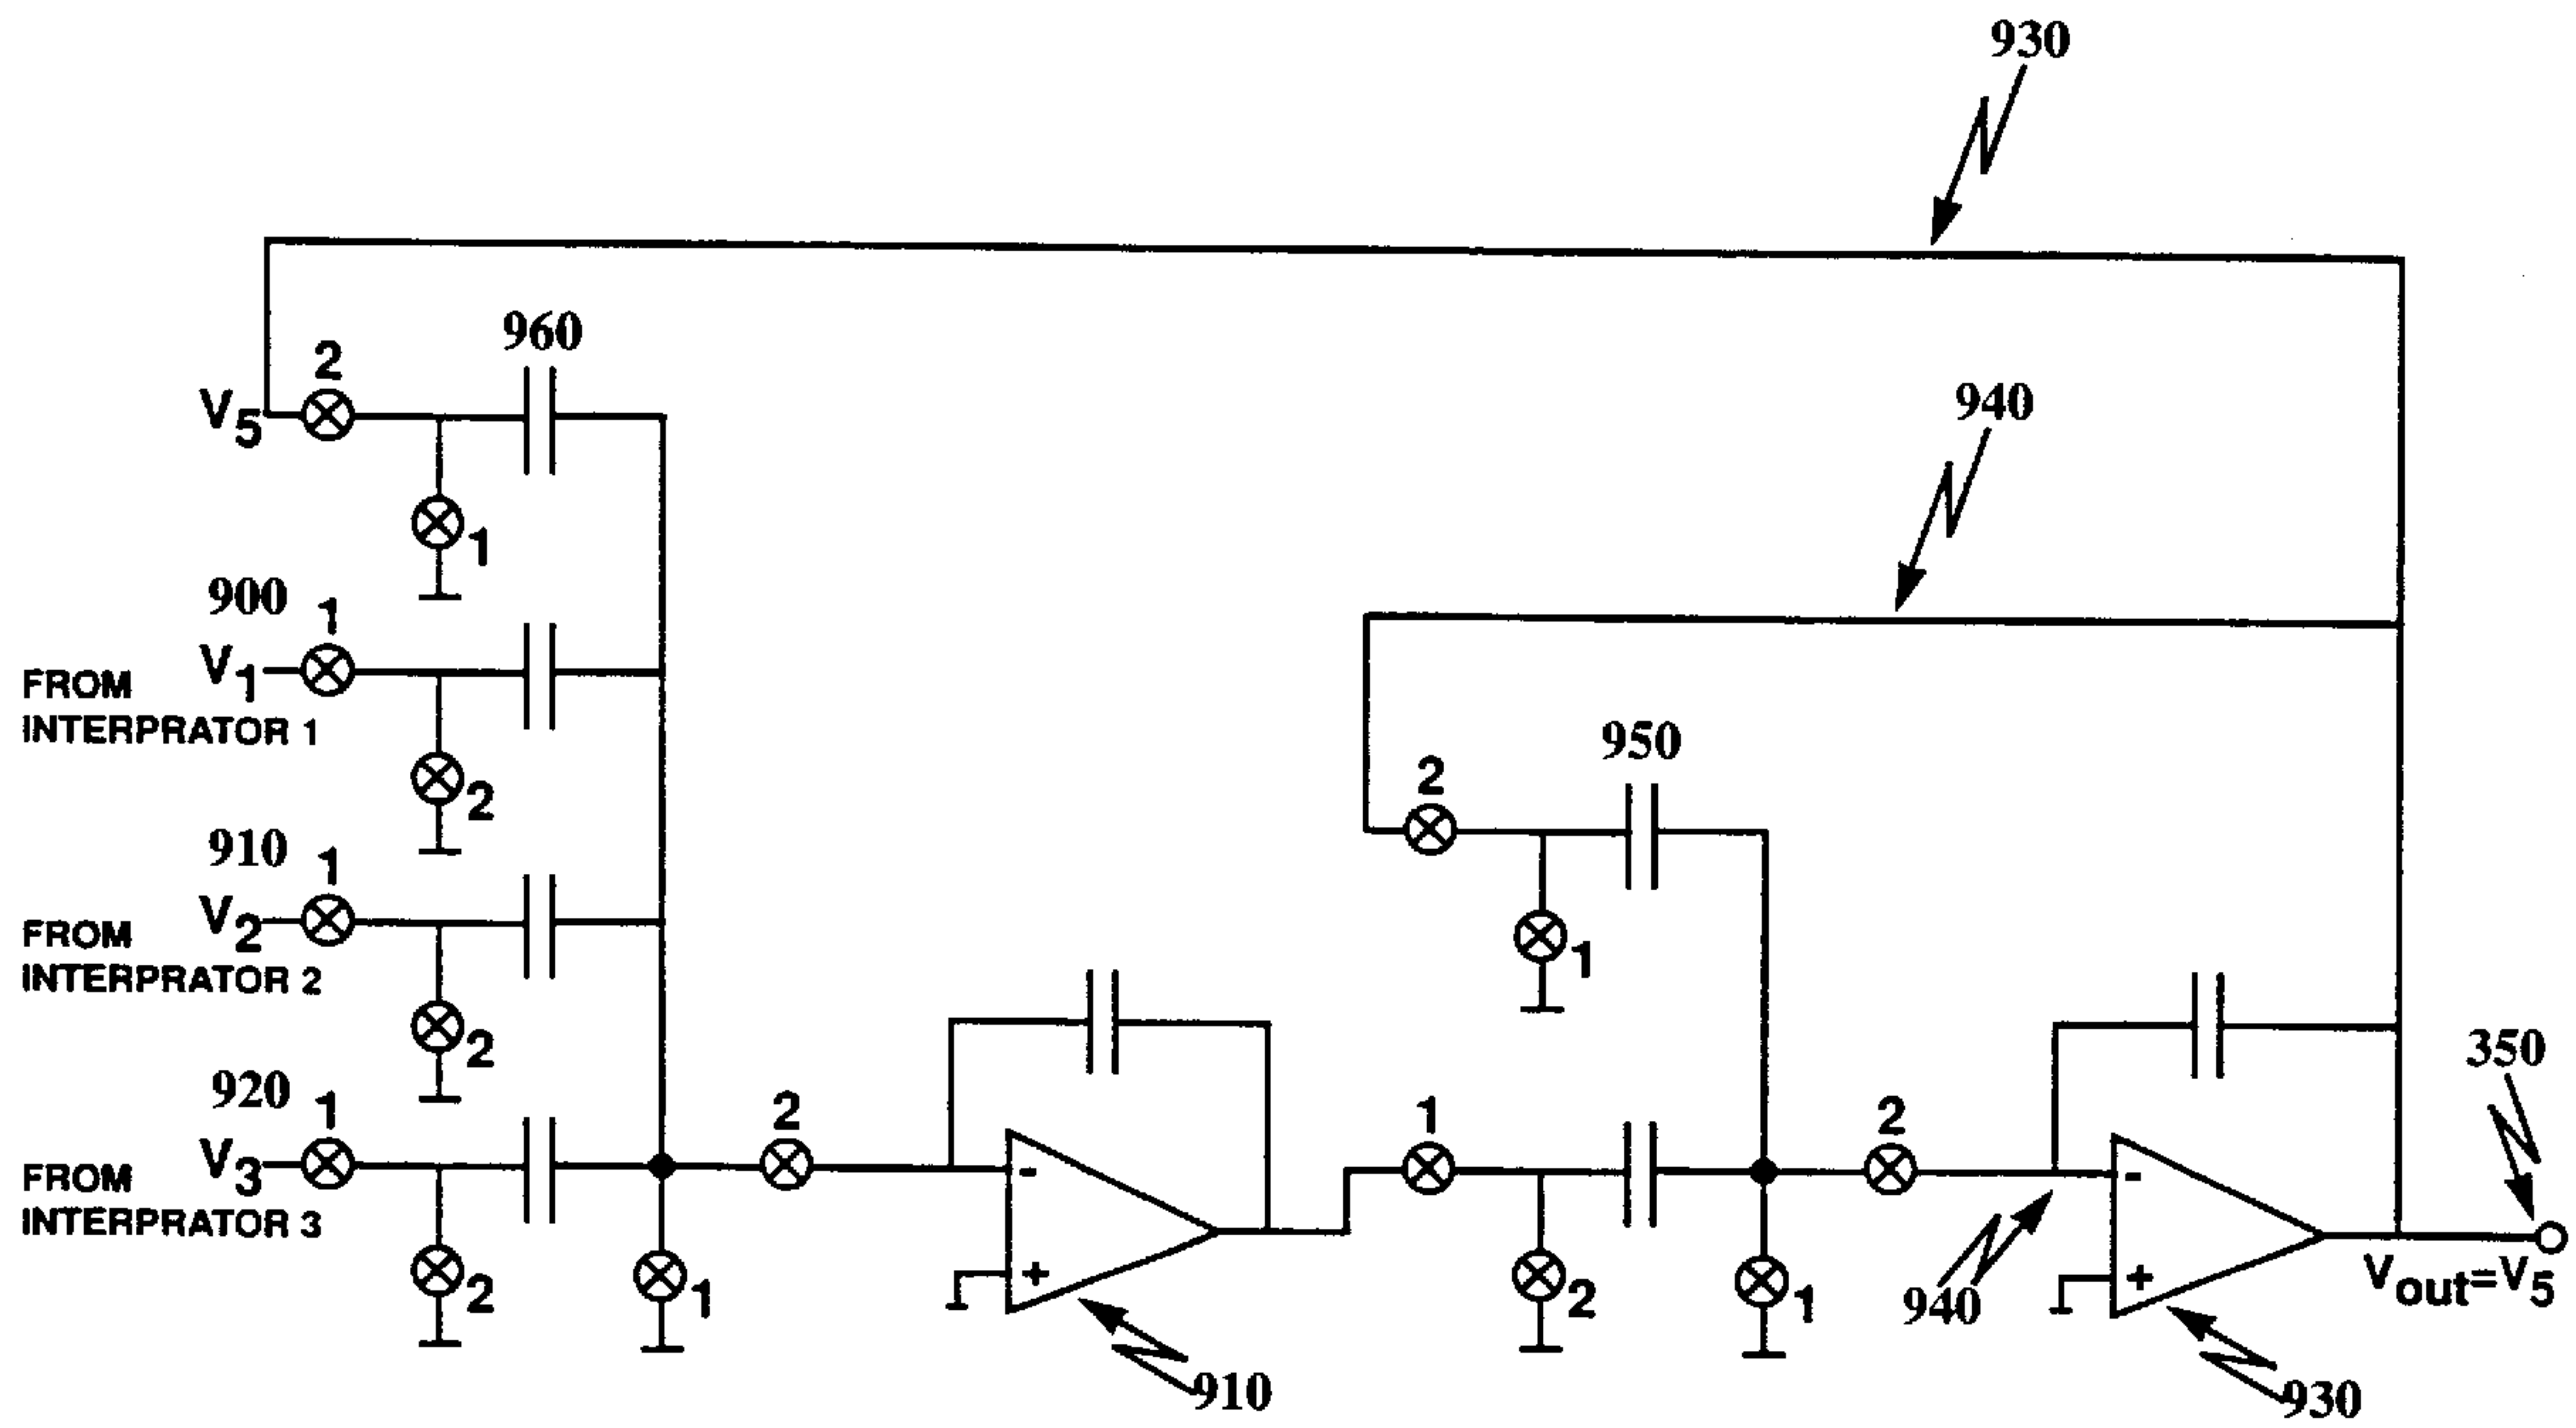 930
960
2
940
V5
1
900
1
V1
FROM
INTERPRATOR 1
950
2
2
910
1
V2
FROM
INTERPRATOR 2
1
2
350
920
1
2
1
2
V3
FROM
INTERPRATOR 3
-
-
2
1
+
2
1
+
940
Vout=V5
910
930